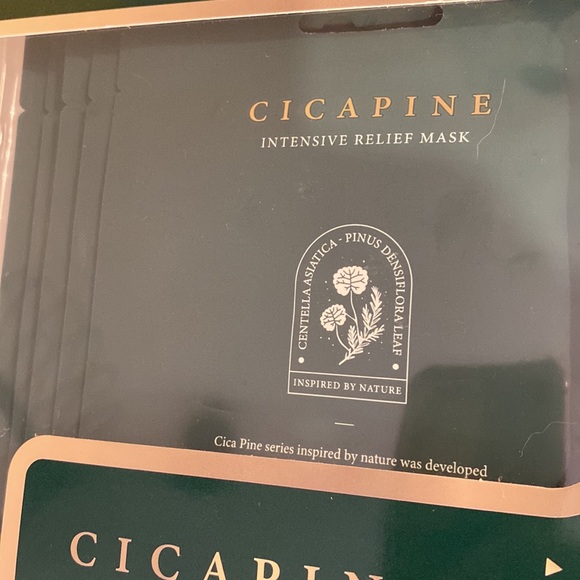 CICAPINE
INTENSIVE RELIEF MASK
CENTELLA ASIATICA - PINUS DENSIFLORA LEAF
INSPIRED BY NATURE
Cica Pine series inspired by nature was developed
CICAPIN